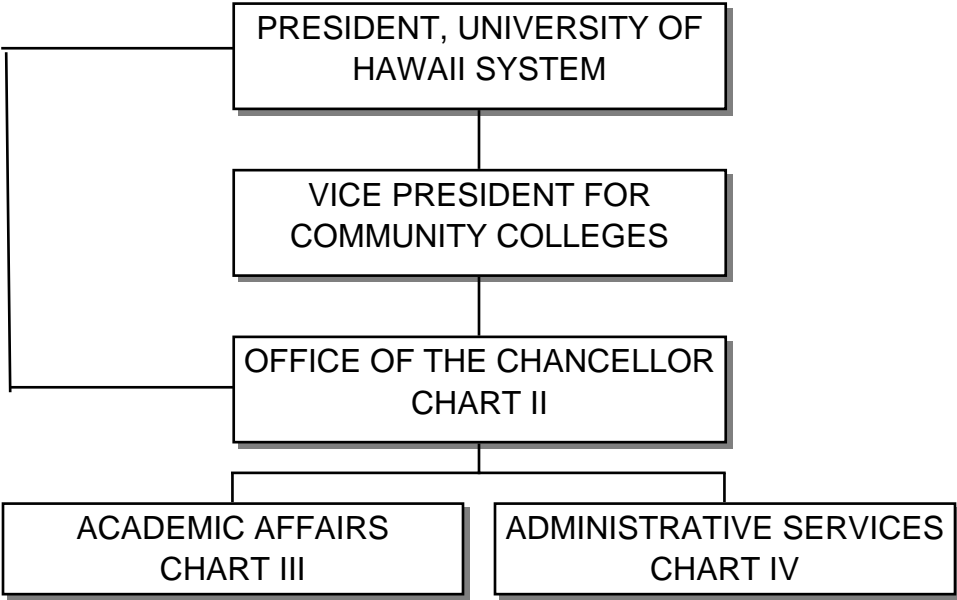 PRESIDENT, UNIVERSITY OF
HAWAII SYSTEM
VICE PRESIDENT FOR
COMMUNITY COLLEGES
OFFICE OF THE CHANCELLOR
CHART II
ACADEMIC AFFAIRS
CHART III
ADMINISTRATIVE SERVICES
CHART IV